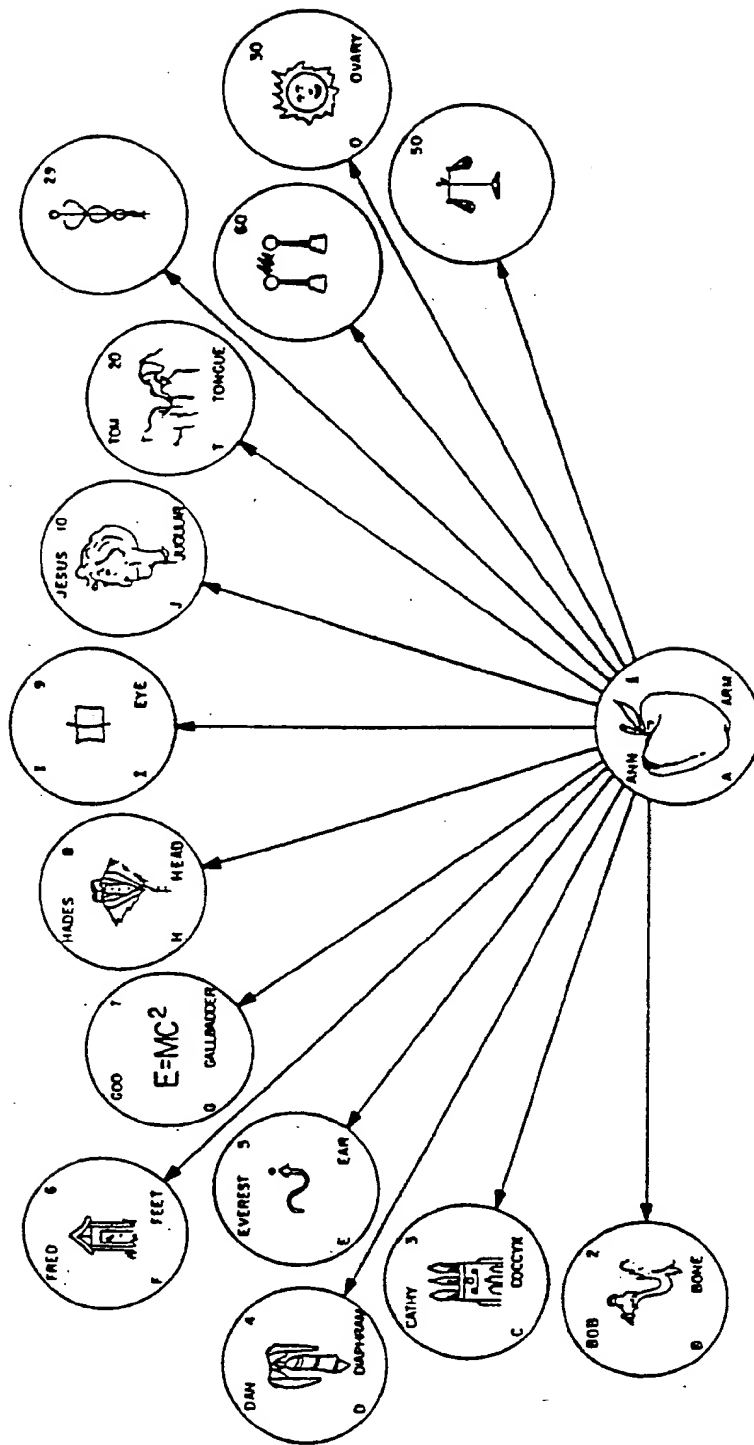 DAN 4
D DIAPHRAM
FRED 6
F FEET
EVEREST 5
E EAR
CATHY 3
C COCCYX
BOB 2
B BONE
GOD 7
E=MC²
G GALLBADDER
HADES 8
H HEAD
I 9
I EYE
JESUS 10
J JUGULAR
TOM 20
T TONGUE
29
60
30
O OVARY
50
ANN 1
A ARM